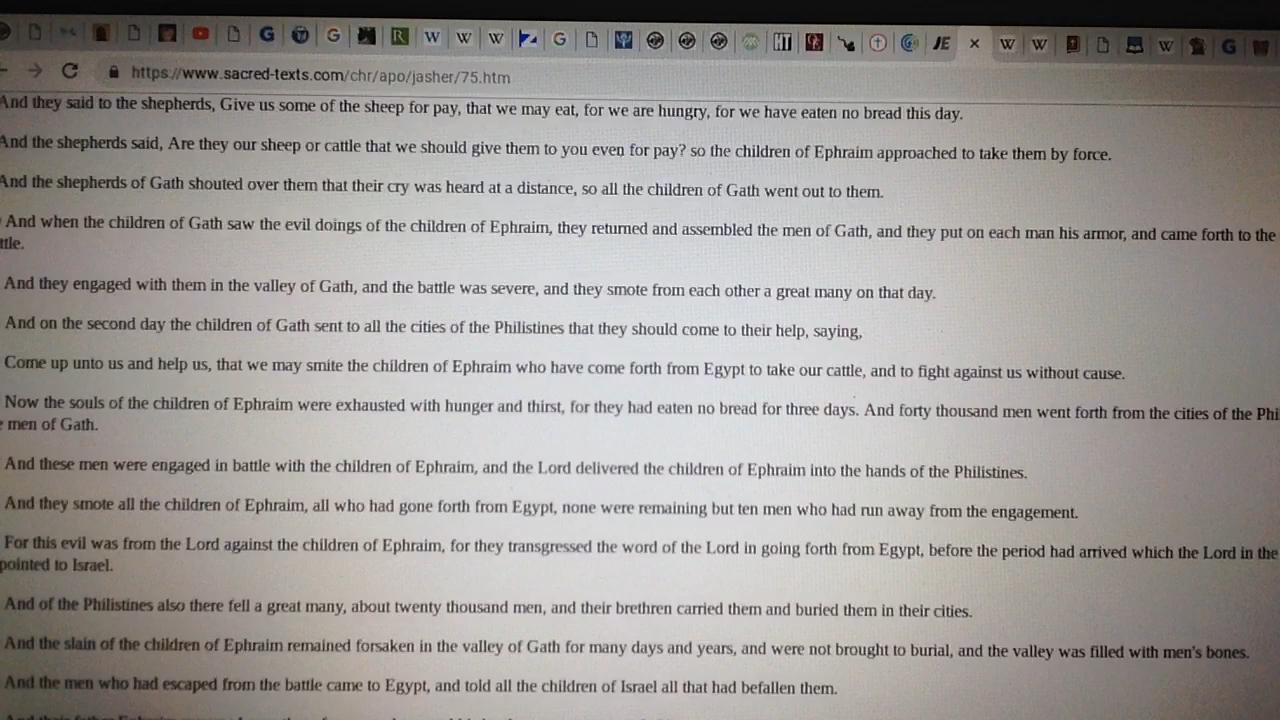 https://www.sacred-texts.com/chr/apo/jasher/75.htm
And they said to the shepherds, Give us some of the sheep for pay, that we may eat, for we are hungry, for we have eaten no bread this day.
And the shepherds said, Are they our sheep or cattle that we should give them to you even for pay? so the children of Ephraim approached to take them by force.
And the shepherds of Gath shouted over them that their cry was heard at a distance, so all the children of Gath went out to them.
And when the children of Gath saw the evil doings of the children of Ephraim, they returned and assembled the men of Gath, and they put on each man his armor, and came forth to the
ttle.
And they engaged with them in the valley of Gath, and the battle was severe, and they smote from each other a great many on that day.
And on the second day the children of Gath sent to all the cities of the Philistines that they should come to their help, saying,
Come up unto us and help us, that we may smite the children of Ephraim who have come forth from Egypt to take our cattle, and to fight against us without cause.
Now the souls of the children of Ephraim were exhausted with hunger and thirst, for they had eaten no bread for three days. And forty thousand men went forth from the cities of the Phi
e men of Gath.
And these men were engaged in battle with the children of Ephraim, and the Lord delivered the children of Ephraim into the hands of the Philistines.
And they smote all the children of Ephraim, all who had gone forth from Egypt, none were remaining but ten men who had run away from the engagement.
For this evil was from the Lord against the children of Ephraim, for they transgressed the word of the Lord in going forth from Egypt, before the period had arrived which the Lord in the
pointed to Israel.
And of the Philistines also there fell a great many, about twenty thousand men, and their brethren carried them and buried them in their cities.
And the slain of the children of Ephraim remained forsaken in the valley of Gath for many days and years, and were not brought to burial, and the valley was filled with men's bones.
And the men who had escaped from the battle came to Egypt, and told all the children of Israel all that had befallen them.